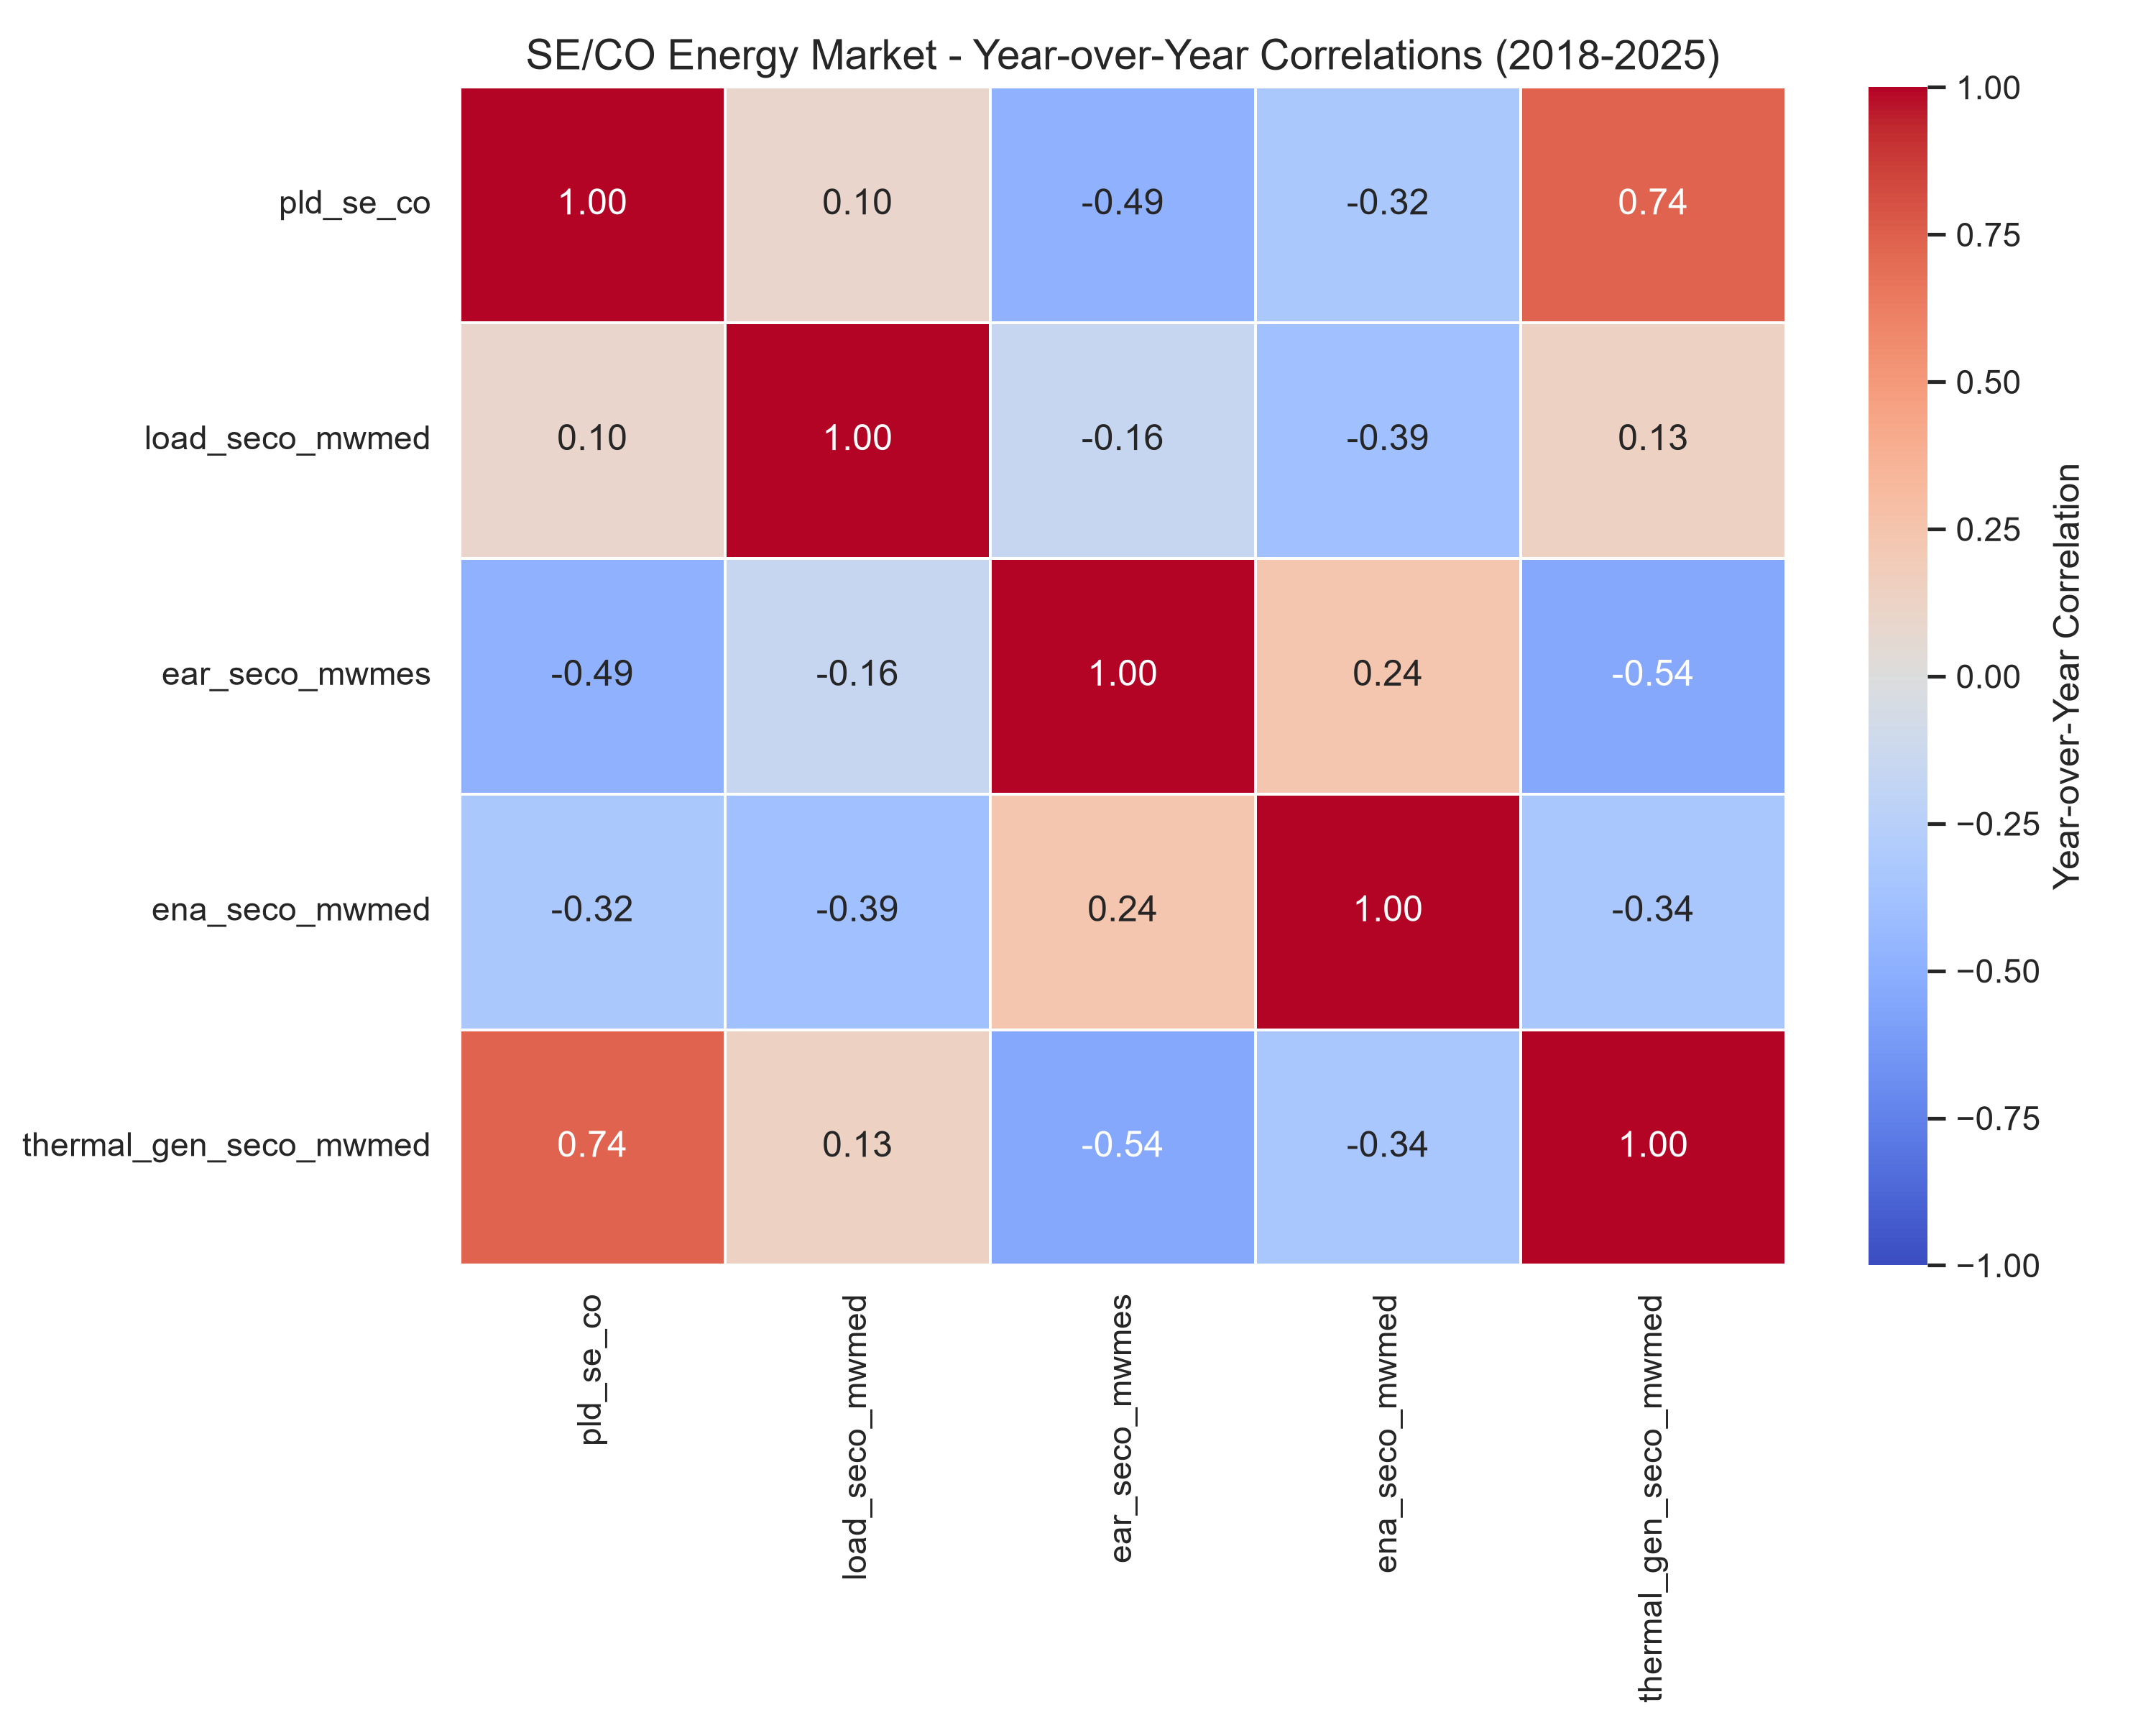 SE/CO Energy Market - Year-over-Year Correlations (2018-2025)
pld_se_co
1.00 0.10 -0.49 -0.32 0.74
load_seco_mwmed
0.10 1.00 -0.16 -0.39 0.13
ear_seco_mwmes
-0.49 -0.16 1.00 0.24 -0.54
ena_seco_mwmed
-0.32 -0.39 0.24 1.00 -0.34
thermal_gen_seco_mwmed
0.74 0.13 -0.54 -0.34 1.00
pld_se_co
load_seco_mwmed
ear_seco_mwmes
ena_seco_mwmed
thermal_gen_seco_mwmed
1.00
0.75
0.50
0.25
0.00
−0.25
−0.50
−0.75
−1.00
Year-over-Year Correlation